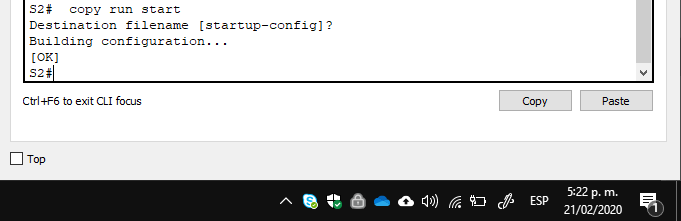 S2#  copy run start
Destination filename [startup-config]?
Building configuration...
[OK]
S2#
Ctrl+F6 to exit CLI focus
Copy
Paste
Top
ESP
5:22 p. m.
21/02/2020
1